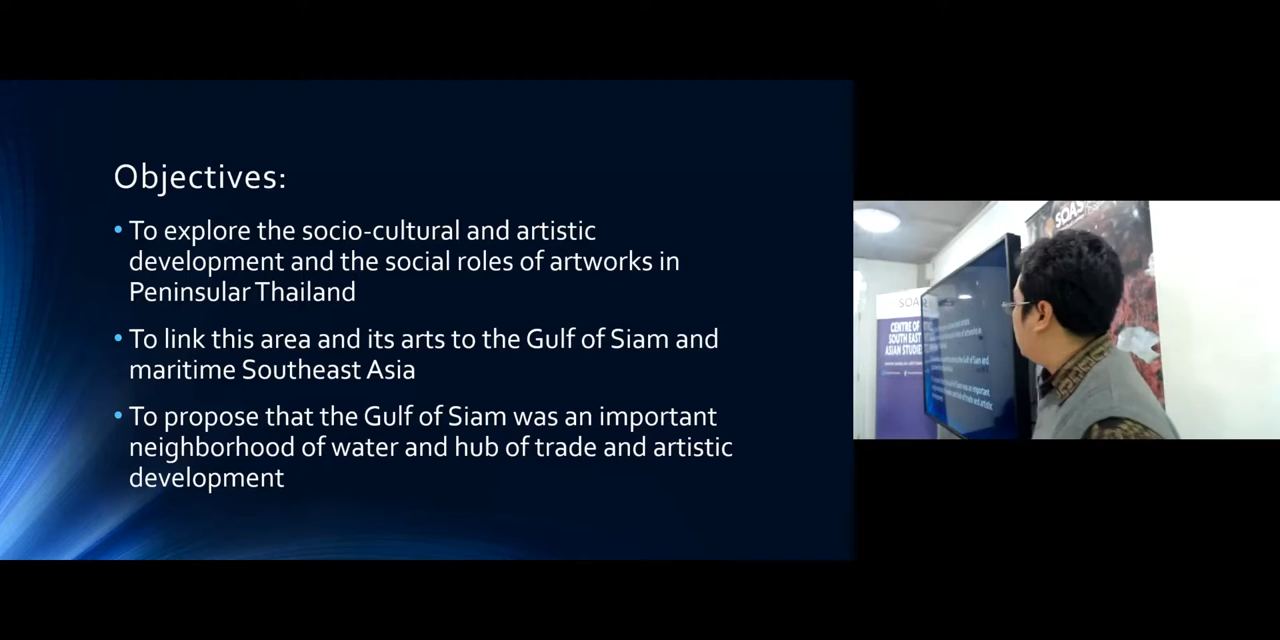 Objectives:
• To explore the socio-cultural and artistic
development and the social roles of artworks in
Peninsular Thailand
• To link this area and its arts to the Gulf of Siam and
maritime Southeast Asia
• To propose that the Gulf of Siam was an important
neighborhood of water and hub of trade and artistic
development
SOAS
SOA
CENTRE OF
SOUTH EAST
ASIAN STUDIES